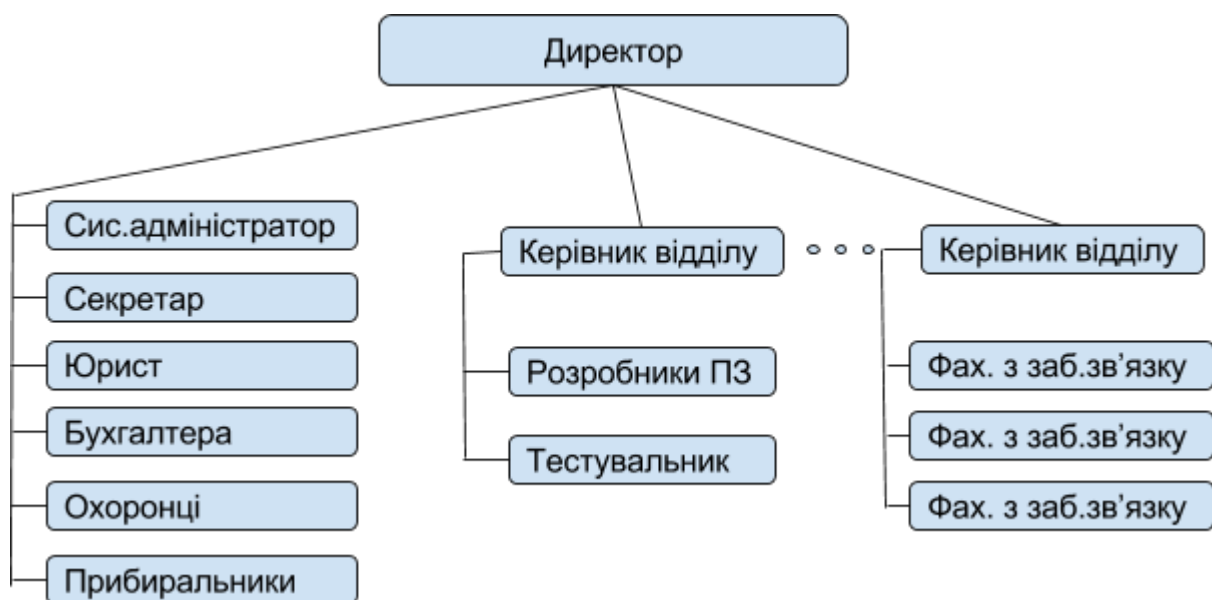 Директор
Сис.адміністратор
Секретар
Юрист
Бухгалтера
Охоронці
Прибиральники
Керівник відділу
Розробники ПЗ
Тестувальник
Керівник відділу
Фах. з заб.зв’язку
Фах. з заб.зв’язку
Фах. з заб.зв’язку